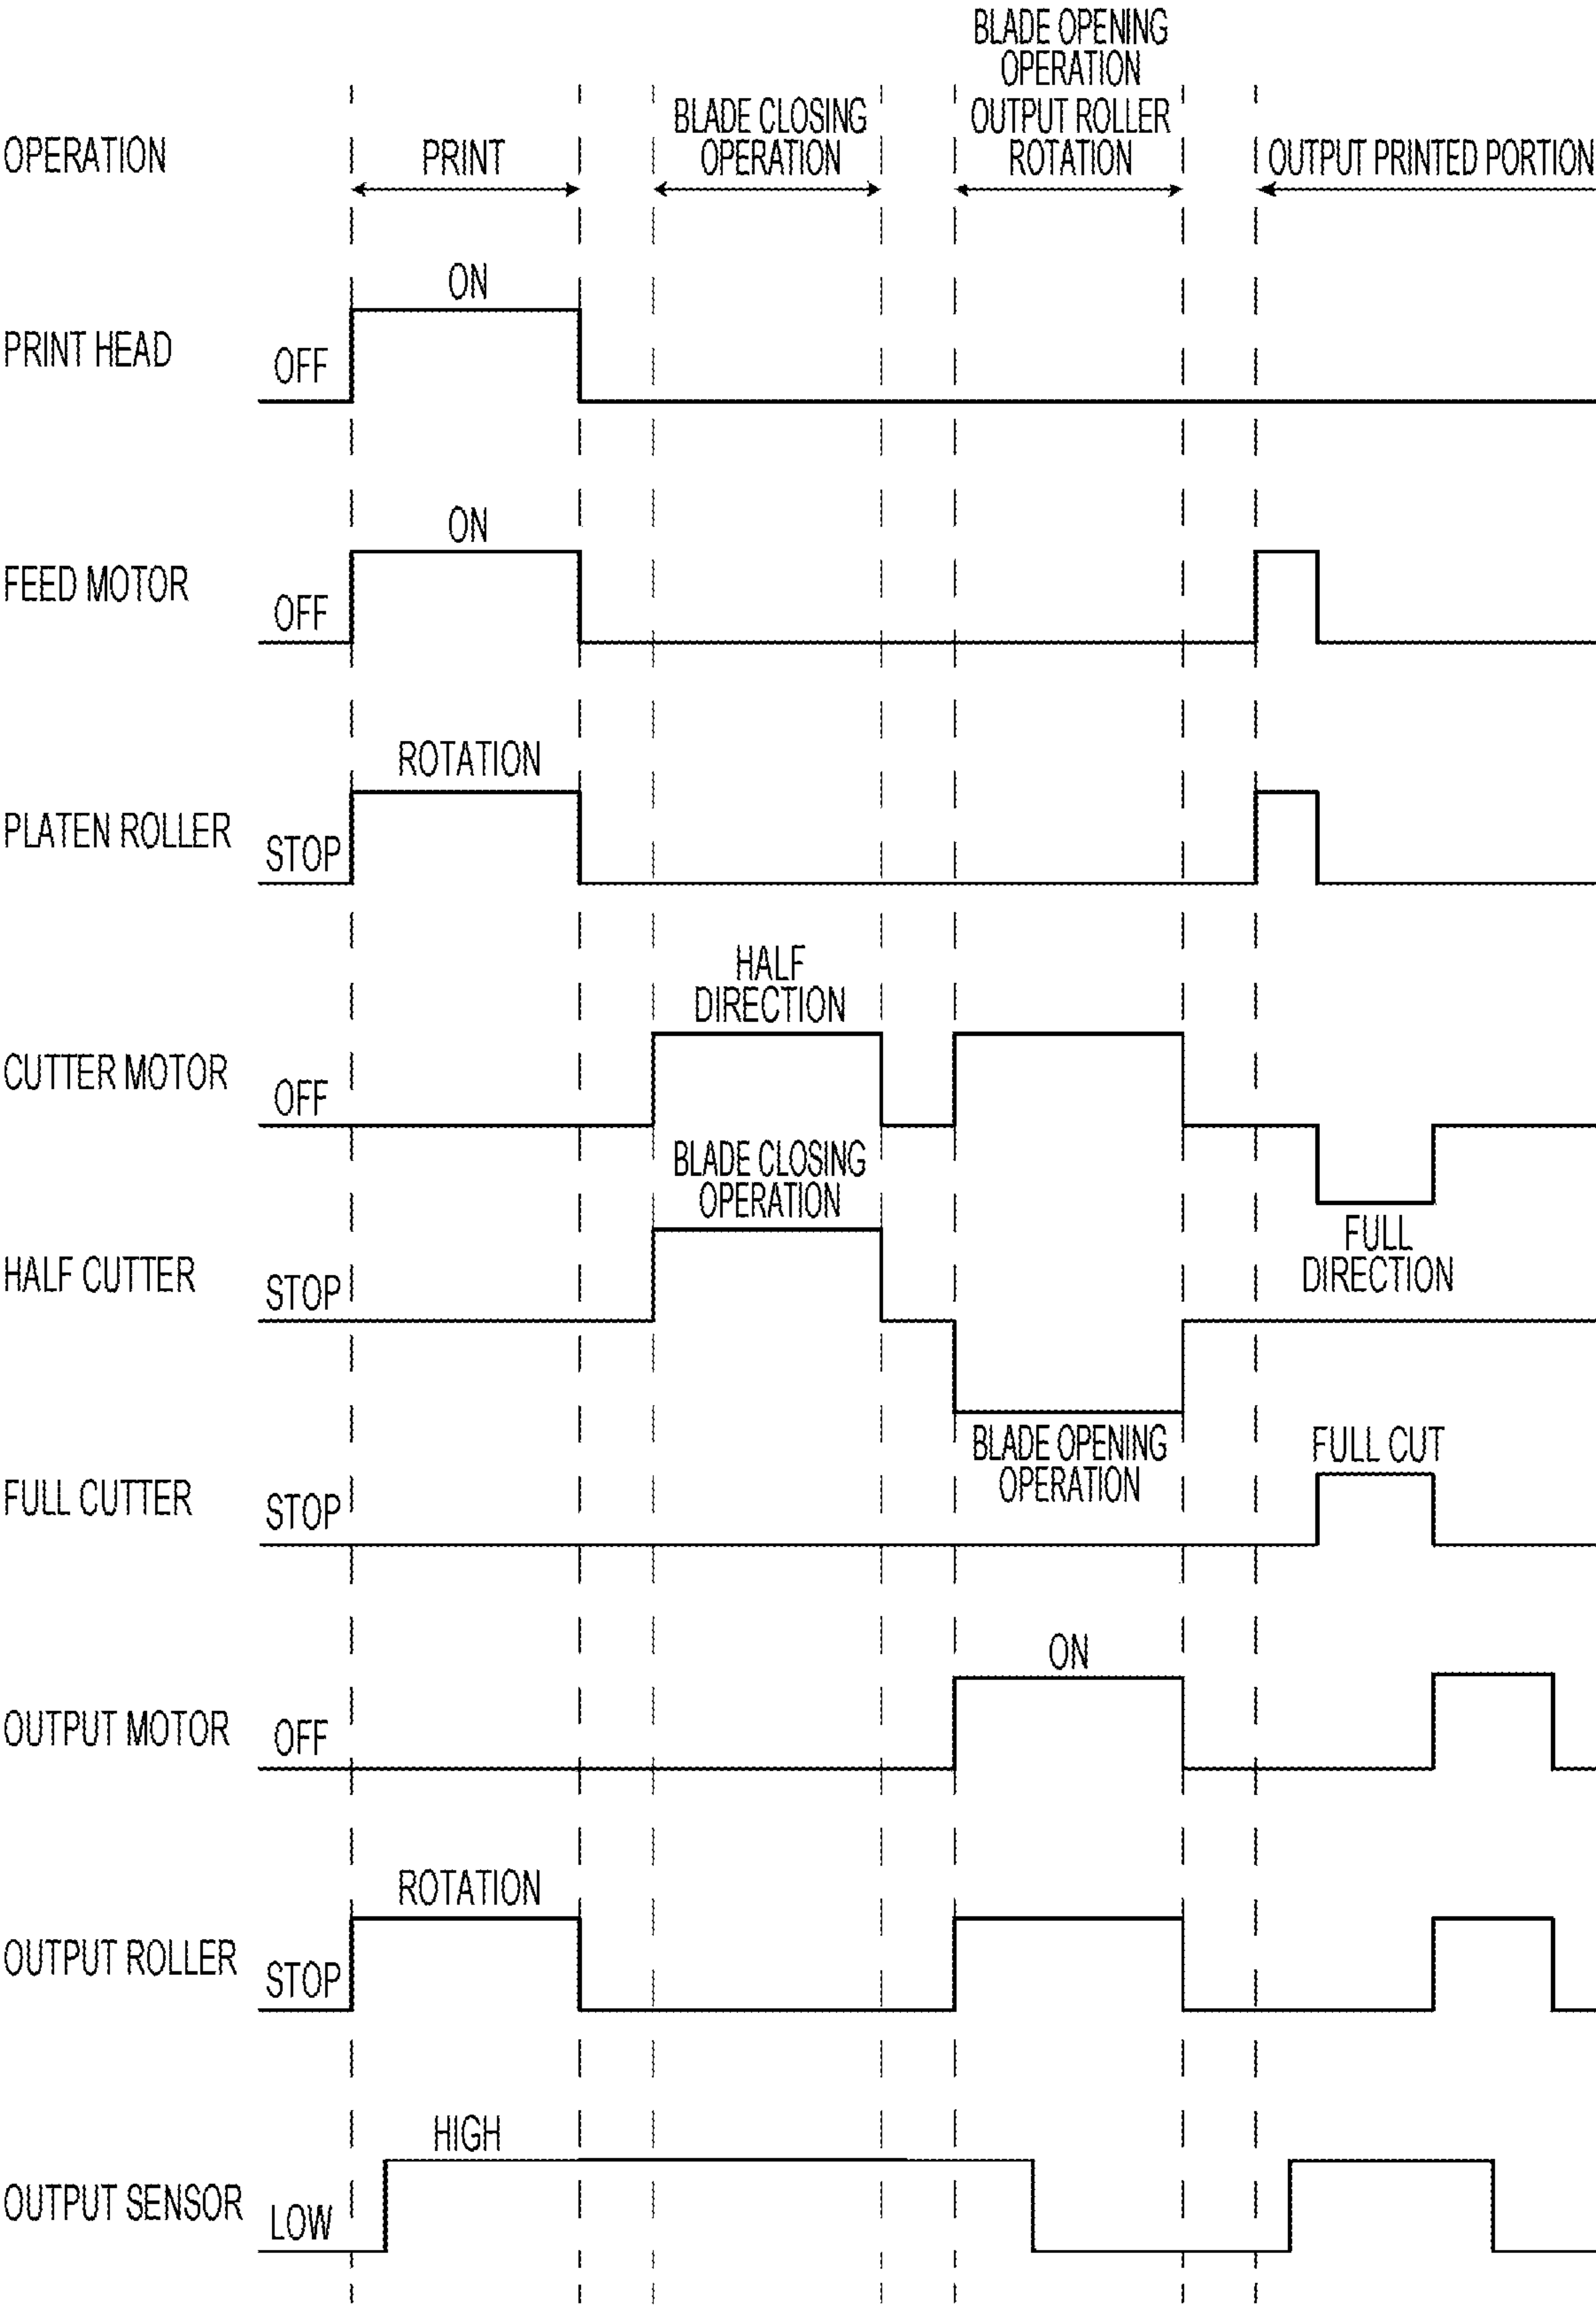 BLADE OPENING
OPERATION
OPERATION
PRINT
BLADE CLOSING
OPERATION
OUTPUT ROLLER
ROTATION
OUTPUT PRINTED PORTION
PRINT HEAD
OFF
ON
FEED MOTOR
OFF
ON
PLATEN ROLLER
STOP
ROTATION
CUTTER MOTOR
OFF
HALF
DIRECTION
FULL
DIRECTION
HALF CUTTER
STOP
BLADE CLOSING
OPERATION
BLADE OPENING
OPERATION
FULL CUTTER
STOP
FULL CUT
OUTPUT MOTOR
OFF
ON
OUTPUT ROLLER
STOP
ROTATION
OUTPUT SENSOR
LOW
HIGH